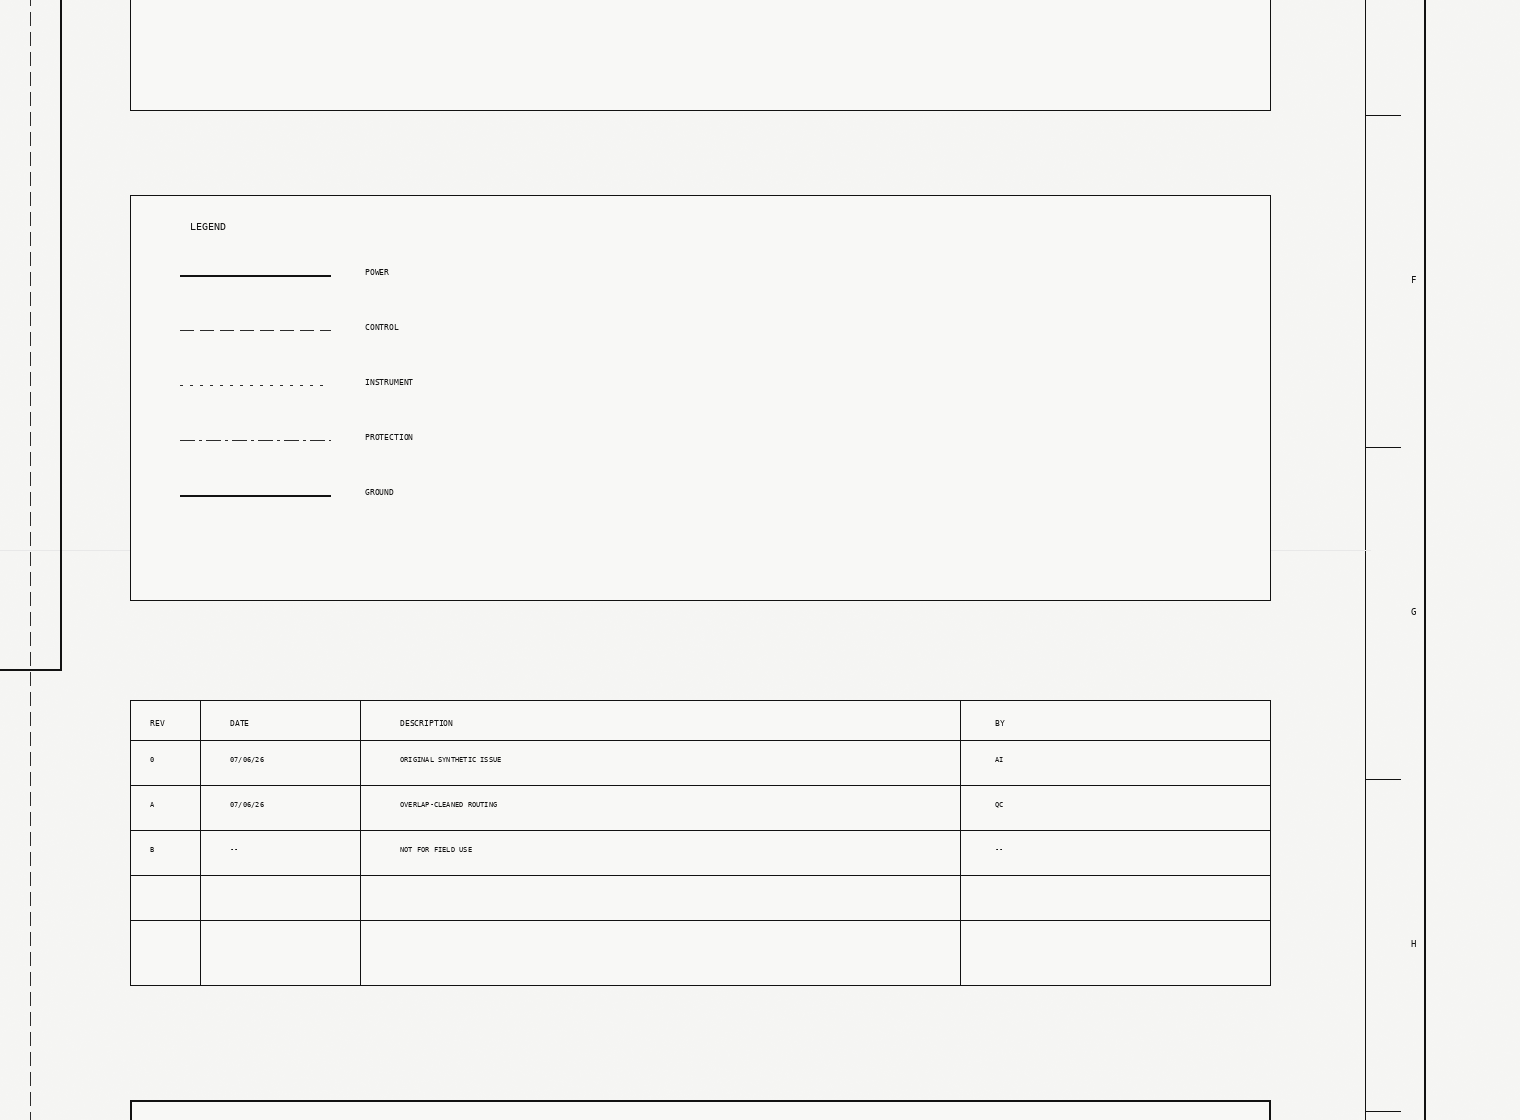 LEGEND
POWER
CONTROL
INSTRUMENT
PROTECTION
GROUND
REV DATE DESCRIPTION BY
0 07/06/26 ORIGINAL SYNTHETIC ISSUE AI
A 07/06/26 OVERLAP-CLEANED ROUTING QC
B -- NOT FOR FIELD USE --
F
G
H